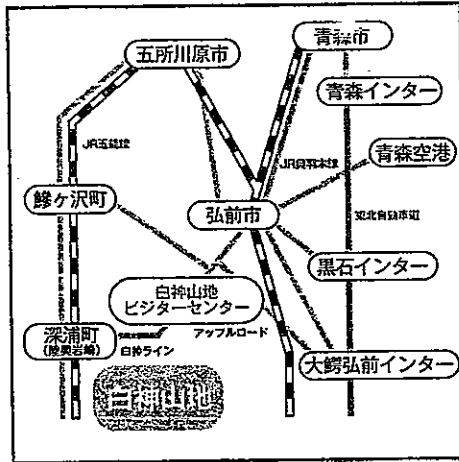 五所川原市
青森市
青森インター
JR五能線
JR奥羽本線
青森空港
鰺ヶ沢町
弘前市
東北自動車道
黒石インター
白神山地
ビジターセンター
深浦町
(陸奥岩崎)
白神ライン
アップルロード
大鰐弘前インター
白神山地